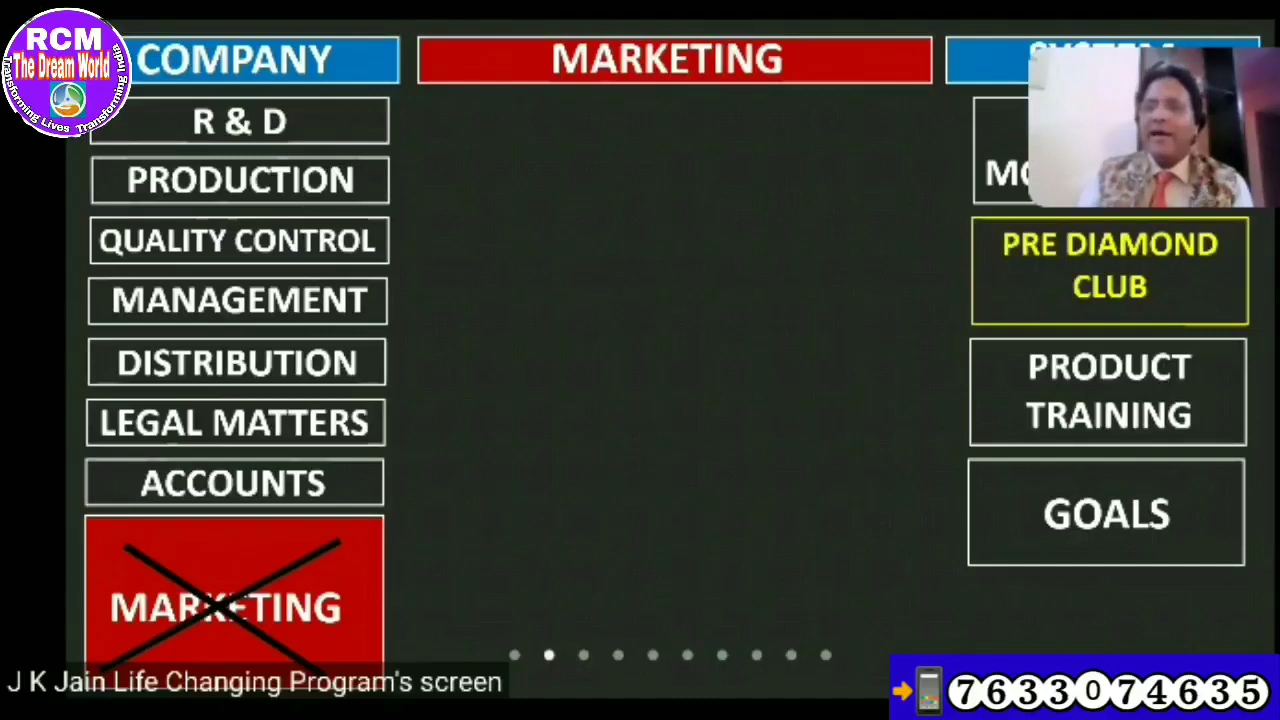 RCM
The Dream World
Transforming Lives Transforming India
COMPANY
R & D
PRODUCTION
QUALITY CONTROL
MANAGEMENT
DISTRIBUTION
LEGAL MATTERS
ACCOUNTS
MARKETING
MARKETING
PRE DIAMOND
CLUB
PRODUCT
TRAINING
GOALS
J K Jain Life Changing Program's screen
7633074635